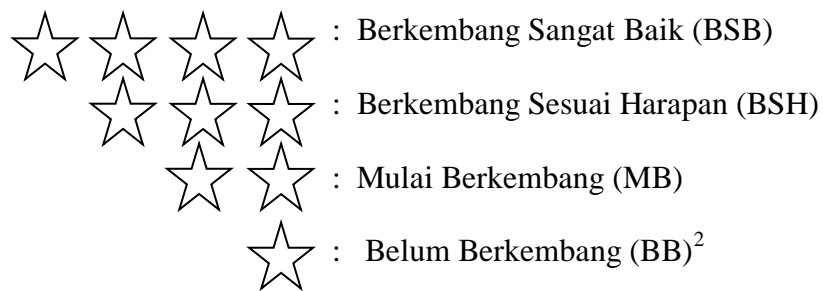 : Berkembang Sangat Baik (BSB)
: Berkembang Sesuai Harapan (BSH)
: Mulai Berkembang (MB)
: Belum Berkembang (BB)²